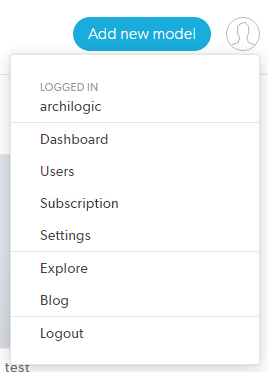 Add new model
LOGGED IN
archilogic
Dashboard
Users
Subscription
Settings
Explore
Blog
Logout
test